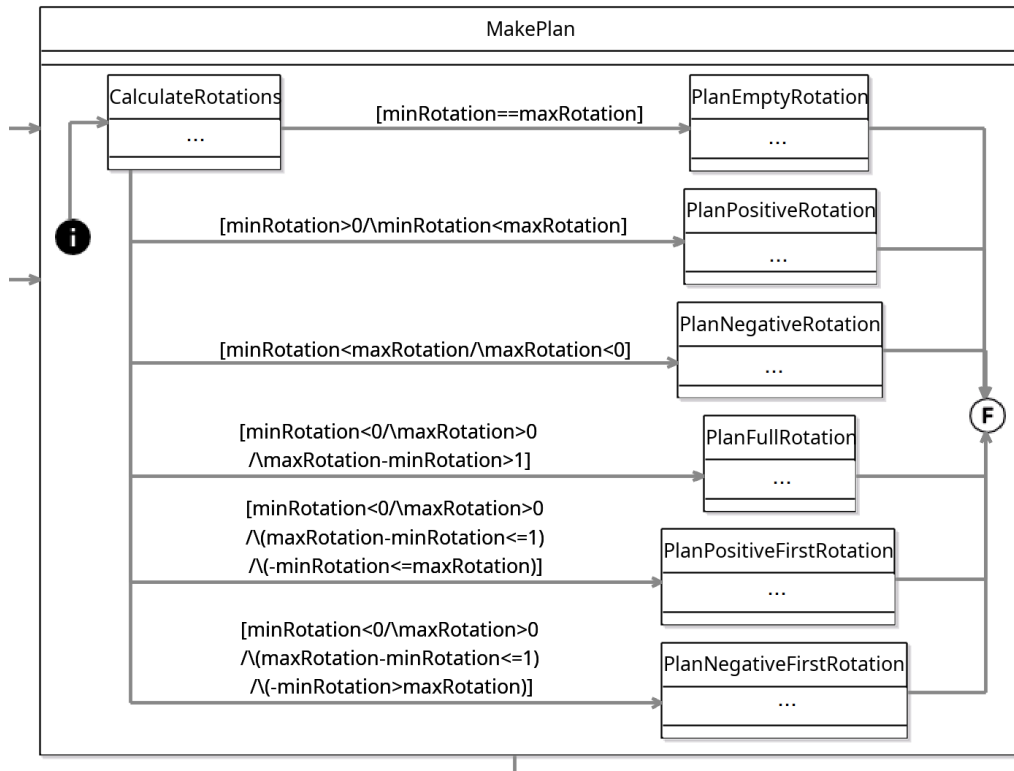 MakePlan
CalculateRotations
...
i
[minRotation==maxRotation]
PlanEmptyRotation
...
[minRotation>0/\minRotation<maxRotation]
PlanPositiveRotation
...
[minRotation<maxRotation/\maxRotation<0]
PlanNegativeRotation
...
F
[minRotation<0/\maxRotation>0
/\maxRotation-minRotation>1]
PlanFullRotation
...
[minRotation<0/\maxRotation>0
/\(maxRotation-minRotation<=1)
/\(-minRotation<=maxRotation)]
PlanPositiveFirstRotation
...
[minRotation<0/\maxRotation>0
/\(maxRotation-minRotation<=1)
/\(-minRotation>maxRotation)]
PlanNegativeFirstRotation
...